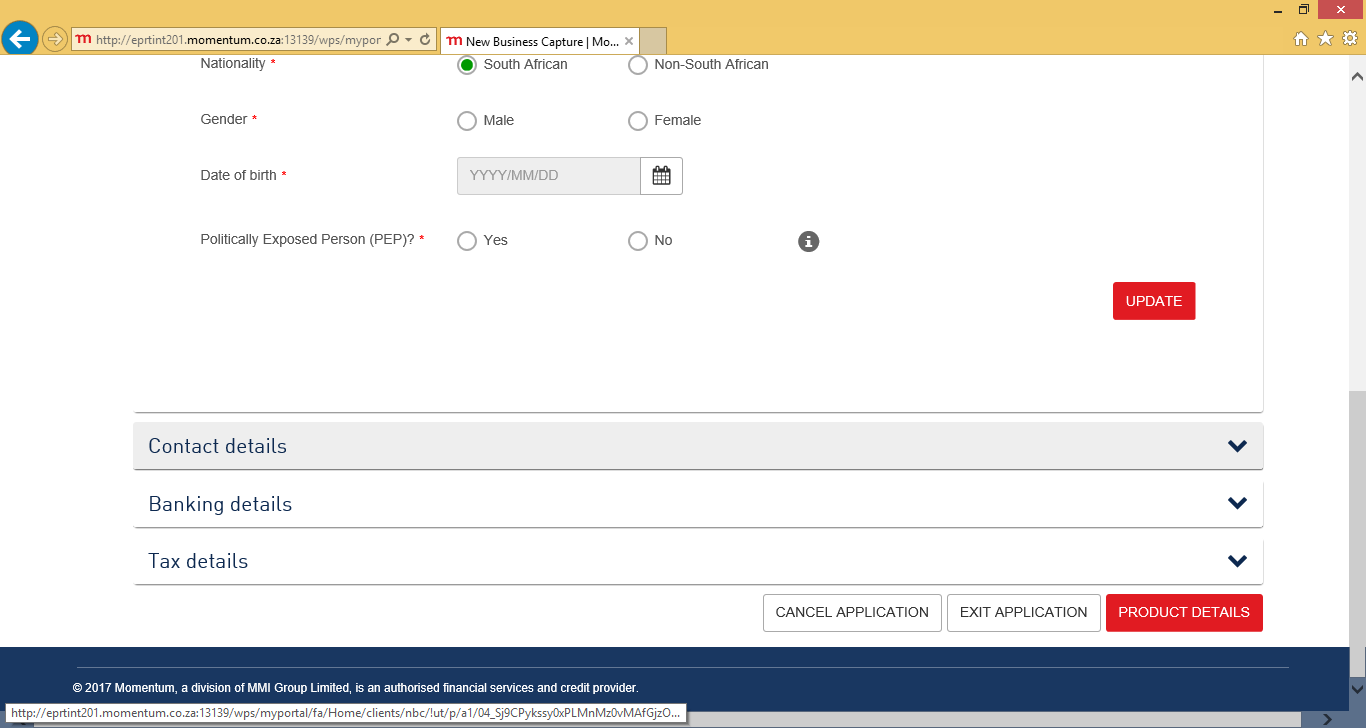 http://eprtint201.momentum.co.za:13139/wps/mypor
m New Business Capture | Mo...
Nationality * South African Non-South African
Gender * Male Female
Date of birth * YYYY/MM/DD
Politically Exposed Person (PEP)? * Yes No
UPDATE
Contact details
Banking details
Tax details
CANCEL APPLICATION EXIT APPLICATION PRODUCT DETAILS
© 2017 Momentum, a division of MMI Group Limited, is an authorised financial services and credit provider.
http://eprtint201.momentum.co.za:13139/wps/myportal/fa/Home/clients/nbc/!ut/p/a1/04_Sj9CPykssy0xPLMnMz0vMAfGjzO...